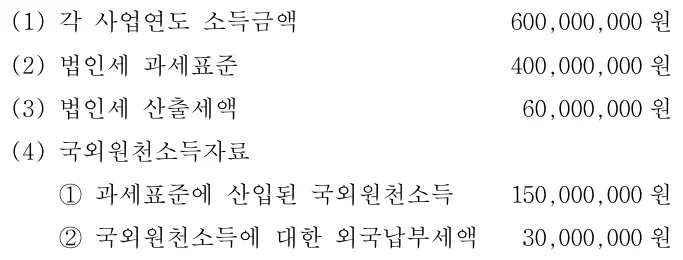 (1) 각 사업연도 소득금액 600,000,000 원
(2) 법인세 과세표준 400,000,000 원
(3) 법인세 산출세액 60,000,000 원
(4) 국외원천소득자료
① 과세표준에 산입된 국외원천소득 150,000,000 원
② 국외원천소득에 대한 외국납부세액 30,000,000 원